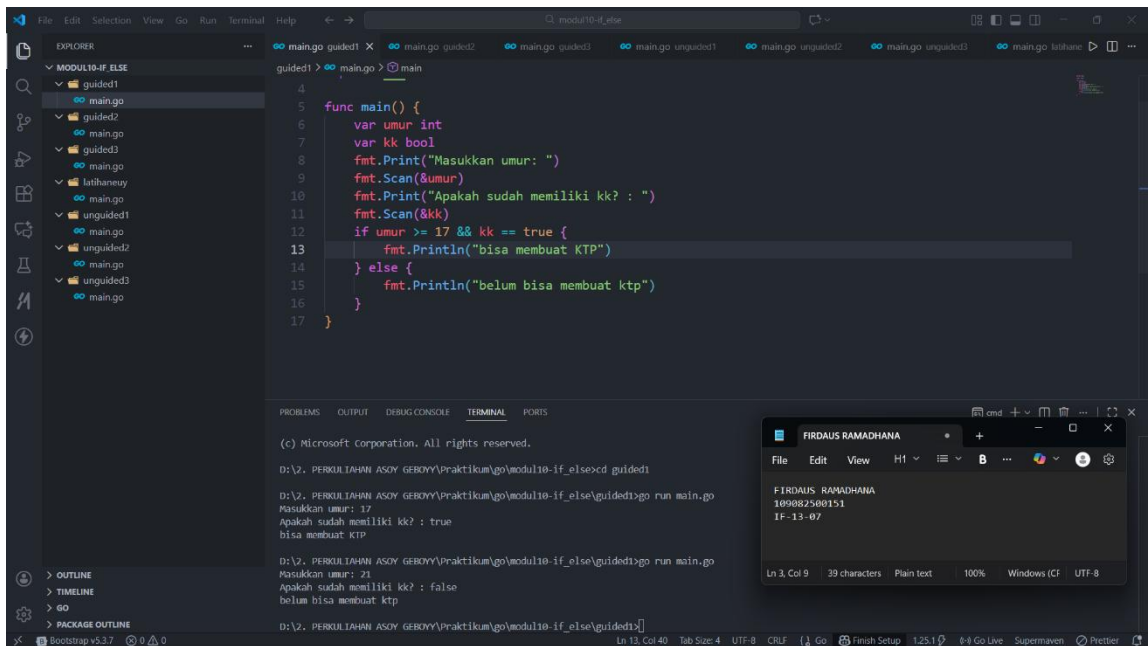 File Edit Selection View Go Run Terminal Help
modul10-if_else
EXPLORER
MODUL10-IF_ELSE
guided1
main.go
guided2
main.go
guided3
main.go
latihaneuy
main.go
unguided1
main.go
unguided2
main.go
unguided3
main.go
OUTLINE
TIMELINE
GO
PACKAGE OUTLINE
main.go guided1 main.go guided2 main.go guided3 main.go unguided1 main.go unguided2 main.go unguided3 main.go latihane
guided1 > main.go > main
4
5 func main() {
6 var umur int
7 var kk bool
8 fmt.Print("Masukkan umur: ")
9 fmt.Scan(&umur)
10 fmt.Print("Apakah sudah memiliki kk? : ")
11 fmt.Scan(&kk)
12 if umur >= 17 && kk == true {
13 fmt.Println("bisa membuat KTP")
14 } else {
15 fmt.Println("belum bisa membuat ktp")
16 }
17 }
PROBLEMS OUTPUT DEBUG CONSOLE TERMINAL PORTS
cmd
(c) Microsoft Corporation. All rights reserved.
D:\2. PERKULIAHAN ASOY GEBOYY\Praktikum\go\modul10-if_else>cd guided1
D:\2. PERKULIAHAN ASOY GEBOYY\Praktikum\go\modul10-if_else\guided1>go run main.go
Masukkan umur: 17
Apakah sudah memiliki kk? : true
bisa membuat KTP
D:\2. PERKULIAHAN ASOY GEBOYY\Praktikum\go\modul10-if_else\guided1>go run main.go
Masukkan umur: 21
Apakah sudah memiliki kk? : false
belum bisa membuat ktp
D:\2. PERKULIAHAN ASOY GEBOYY\Praktikum\go\modul10-if_else\guided1>
FIRDAUS RAMADHANA
File Edit View H1 B
FIRDAUS RAMADHANA
109082500151
IF-13-07
Ln 3, Col 9 39 characters Plain text 100% Windows (CF UTF-8
Bootstrap v5.3.7 0 0 Ln 13, Col 40 Tab Size: 4 UTF-8 CRLF Go Finish Setup 1.25.1 Go Live Supermaven Prettier